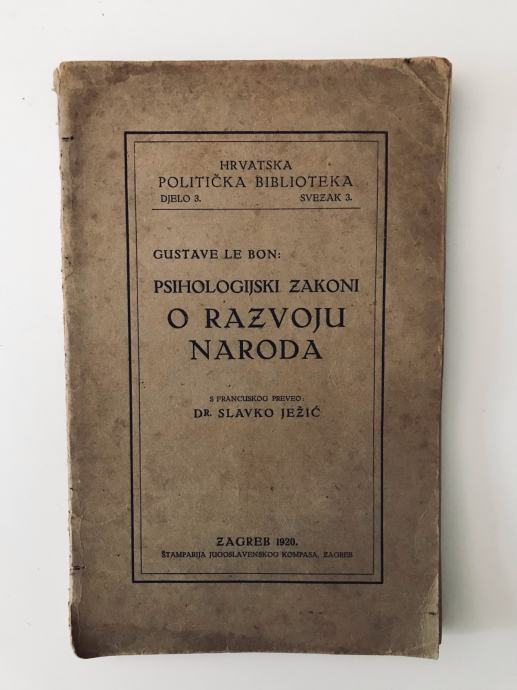 HRVATSKA
POLITIČKA BIBLIOTEKA
DJELO 3. SVEZAK 3.
GUSTAVE LE BON:
PSIHOLOGIJSKI ZAKONI
O RAZVOJU
NARODA
S FRANCUSKOG PREVEO:
DR. SLAVKO JEŽIĆ
ZAGREB 1920.
ŠTAMPARIJA JUGOSLAVENSKOG KOMPASA, ZAGREB